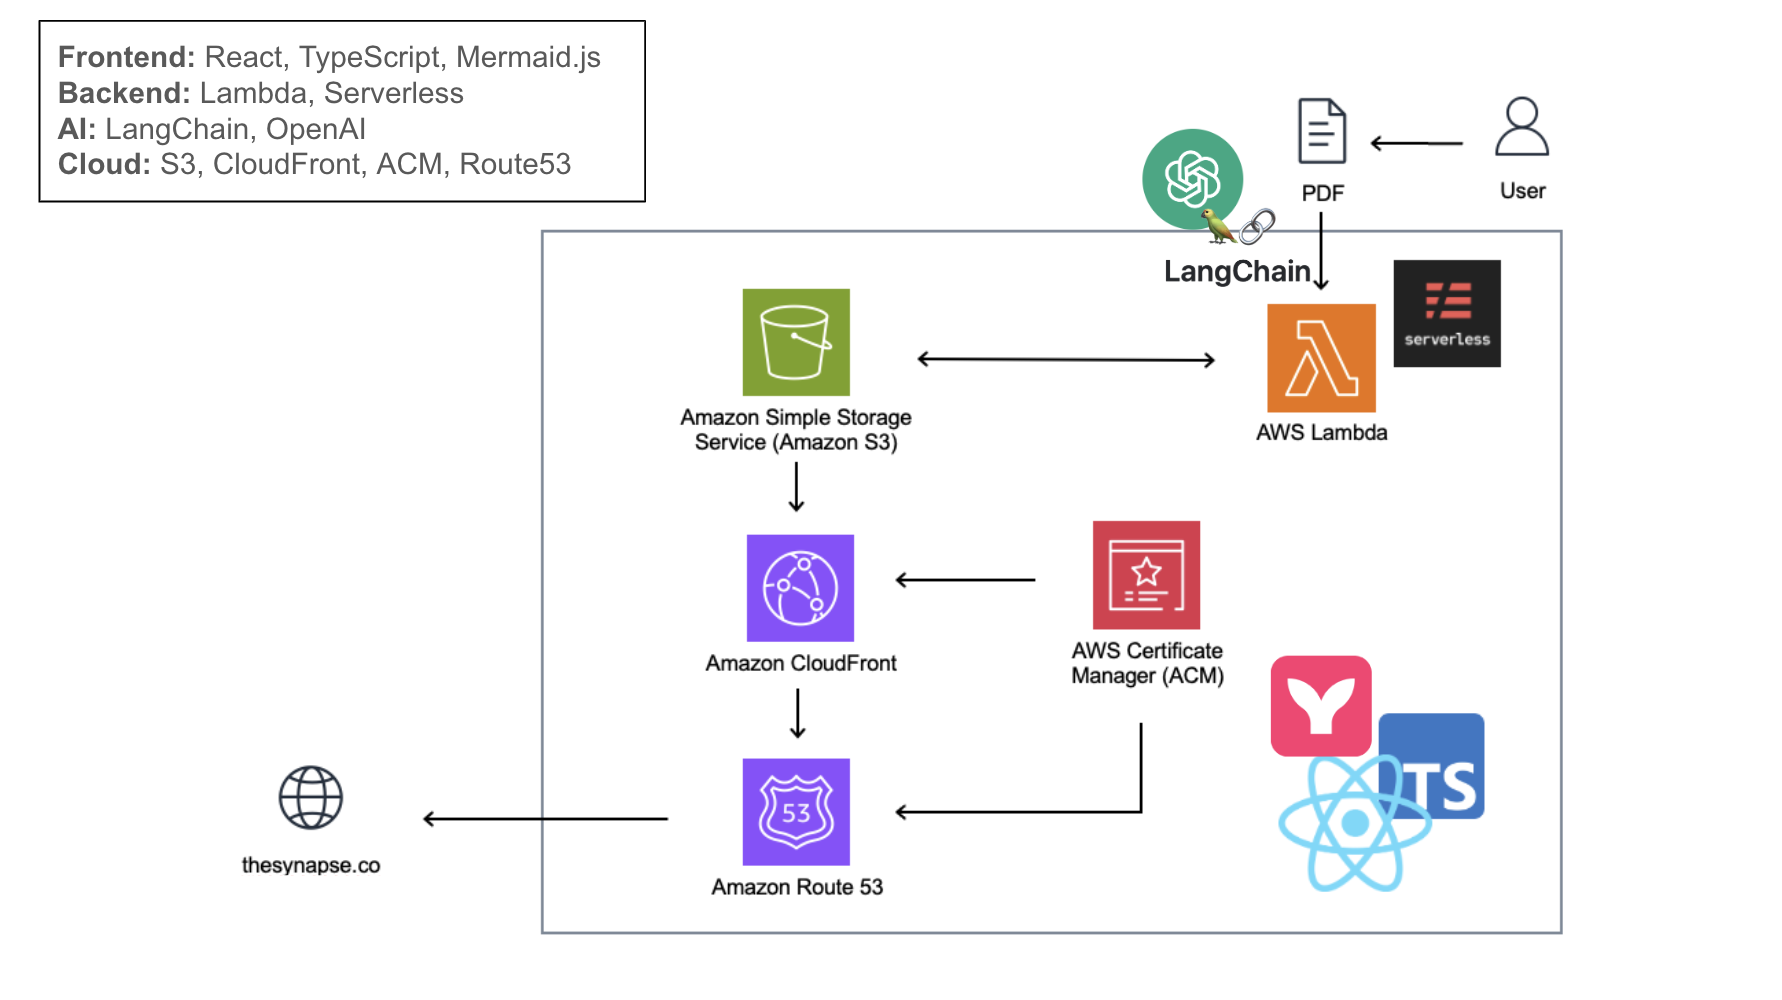 Frontend: React, TypeScript, Mermaid.js
Backend: Lambda, Serverless
AI: LangChain, OpenAI
Cloud: S3, CloudFront, ACM, Route53
PDF
User
LangChain
serverless
Amazon Simple Storage
Service (Amazon S3)
AWS Lambda
Amazon CloudFront
AWS Certificate
Manager (ACM)
TS
53
thesynapse.co
Amazon Route 53